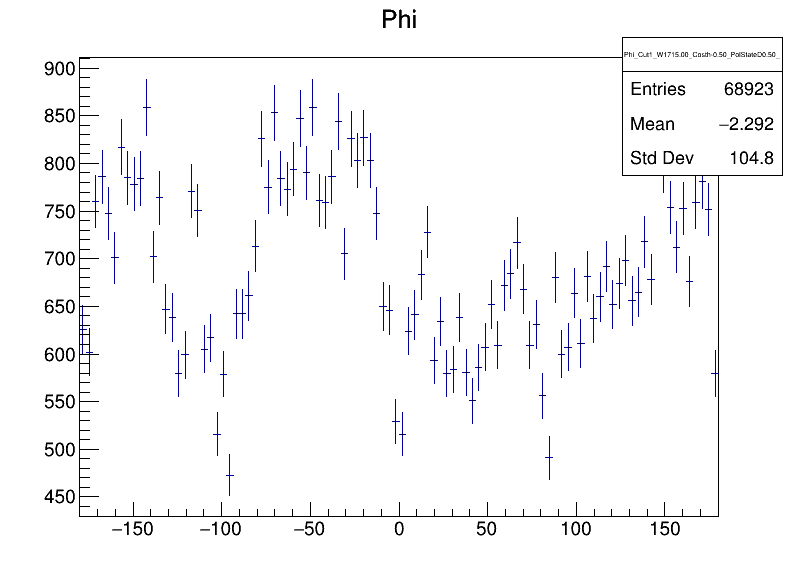 Phi
Phi_Cut1_W1715.00_Costh-0.50_PolStateD0.50_
Entries 68923
Mean −2.292
Std Dev 104.8
900
850
800
750
700
650
600
550
500
450
−150 −100 −50 0 50 100 150